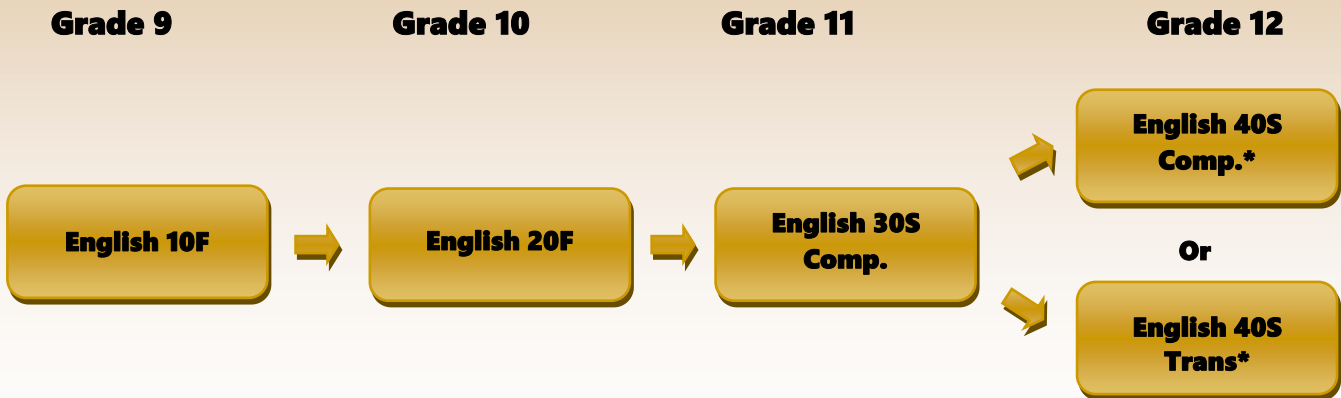 Grade 9
Grade 10
Grade 11
Grade 12
English 10F
English 20F
English 30S
Comp.
English 40S
Comp.*
Or
English 40S
Trans*